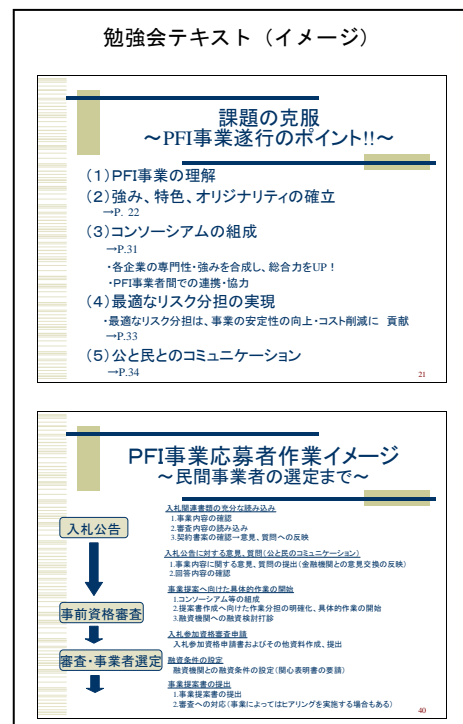 勉強会テキスト（イメージ）
課題の克服
～PFI事業遂行のポイント!!～
（1）PFI事業の理解
（2）強み、特色、オリジナリティの確立
→P. 22
（3）コンソーシアムの組成
→P.31
・各企業の専門性・強みを合成し、総合力をUP！
・PFI事業者間での連携・協力
（4）最適なリスク分担の実現
・最適なリスク分担は、事業の安定性の向上・コスト削減に 貢献
→P.33
（5）公と民とのコミュニケーション
→P.34
21
PFI事業応募者作業イメージ
～民間事業者の選定まで～
入札公告
事前資格審査
審査・事業者選定
入札関連書類の充分な読み込み
1.事業内容の確認
2.審査内容の読み込み
3.契約書案の確認→意見、質問への反映
入札公告に対する意見、質問（公と民のコミュニケーション）
1.事業内容に関する意見、質問の提出（金融機関との意見交換の反映）
2.回答内容の確認
事業提案へ向けた具体的作業の開始
1.コンソーシアム等の組成
2.提案書作成へ向けた作業分担の明確化、具体的作業の開始
3.融資機関への融資検討打診
入札参加資格審査申請
入札参加資格申請書およびその他資料作成、提出
融資条件の設定
融資機関との融資条件の設定（関心表明書の要請）
事業提案書の提出
1.事業提案書の提出
2.審査への対応（事業によってはヒアリングを実施する場合もある）
40